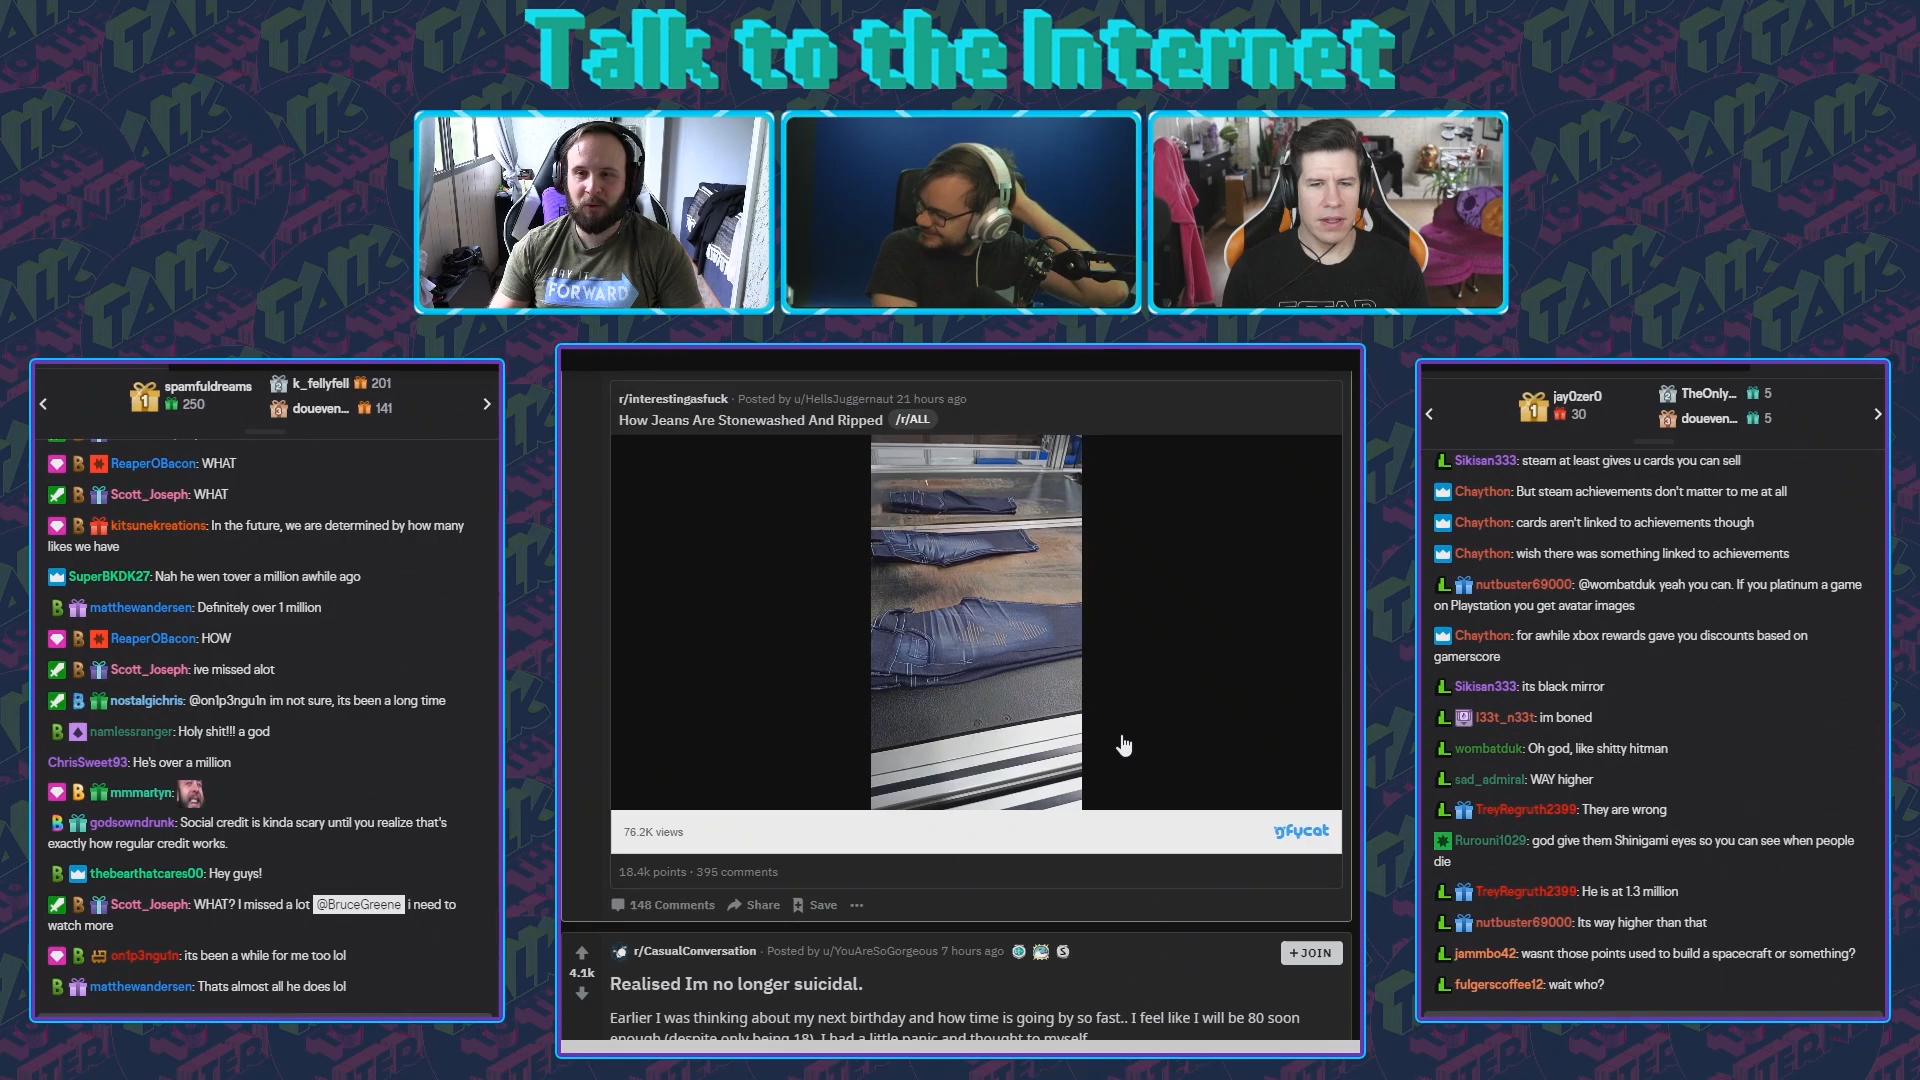 Talk to the Internet
PAY IT
FORWARD
spamfuldreams
250
k_fellyfell 201
doueven... 141
ReaperOBacon: WHAT
Scott_Joseph: WHAT
kitsunekreations: In the future, we are determined by how many
likes we have
SuperBKDK27: Nah he wen tover a million awhile ago
matthewandersen: Definitely over 1 million
ReaperOBacon: HOW
Scott_Joseph: ive missed alot
nostalgichris: @on1p3ngu1n im not sure, its been a long time
namlessranger: Holy shit!!! a god
ChrisSweet93: He's over a million
mmmartyn:
godsowndrunk: Social credit is kinda scary until you realize that's
exactly how regular credit works.
thebearthatcares00: Hey guys!
Scott_Joseph: WHAT? I missed a lot @BruceGreene i need to
watch more
on1p3ngu1n: its been a while for me too lol
matthewandersen: Thats almost all he does lol
r/interestingasfuck · Posted by u/HellsJuggernaut 21 hours ago
How Jeans Are Stonewashed And Ripped /r/ALL
76.2K views
gfycat
18.4k points · 395 comments
148 Comments Share Save ...
r/CasualConversation · Posted by u/YouAreSoGorgeous 7 hours ago
+ JOIN
4.1k
Realised Im no longer suicidal.
Earlier I was thinking about my next birthday and how time is going by so fast.. I feel like I will be 80 soon
enough (despite only being 18). I had a little panic and thought to myself
jay0zer0
30
TheOnly... 5
doueven... 5
Sikisan333: steam at least gives u cards you can sell
Chaython: But steam achievements don't matter to me at all
Chaython: cards aren't linked to achievements though
Chaython: wish there was something linked to achievements
nutbuster69000: @wombatduk yeah you can. If you platinum a game
on Playstation you get avatar images
Chaython: for awhile xbox rewards gave you discounts based on
gamerscore
Sikisan333: its black mirror
l33t_n33t: im boned
wombatduk: Oh god, like shitty hitman
sad_admiral: WAY higher
TreyRegruth2399: They are wrong
Rurouni1029: god give them Shinigami eyes so you can see when people
die
TreyRegruth2399: He is at 1.3 million
nutbuster69000: Its way higher than that
jammbo42: wasnt those points used to build a spacecraft or something?
fulgerscoffee12: wait who?